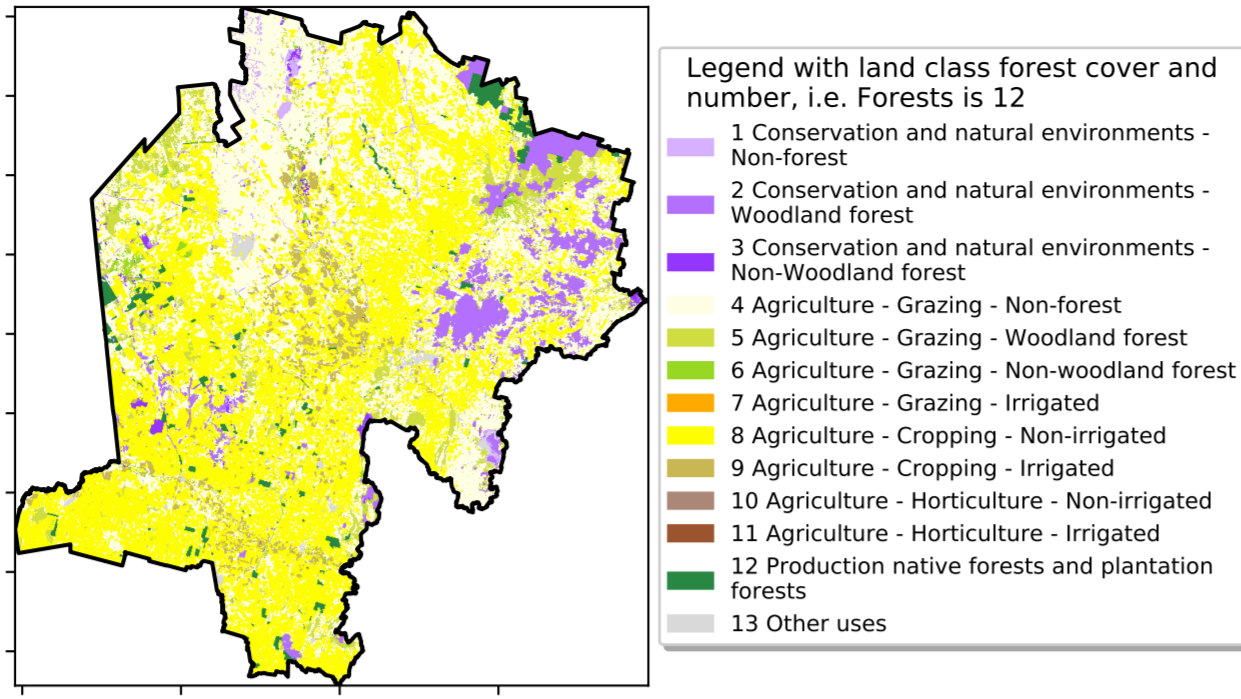 Legend with land class forest cover and
number, i.e. Forests is 12
1 Conservation and natural environments -
Non-forest
2 Conservation and natural environments -
Woodland forest
3 Conservation and natural environments -
Non-Woodland forest
4 Agriculture - Grazing - Non-forest
5 Agriculture - Grazing - Woodland forest
6 Agriculture - Grazing - Non-woodland forest
7 Agriculture - Grazing - Irrigated
8 Agriculture - Cropping - Non-irrigated
9 Agriculture - Cropping - Irrigated
10 Agriculture - Horticulture - Non-irrigated
11 Agriculture - Horticulture - Irrigated
12 Production native forests and plantation
forests
13 Other uses